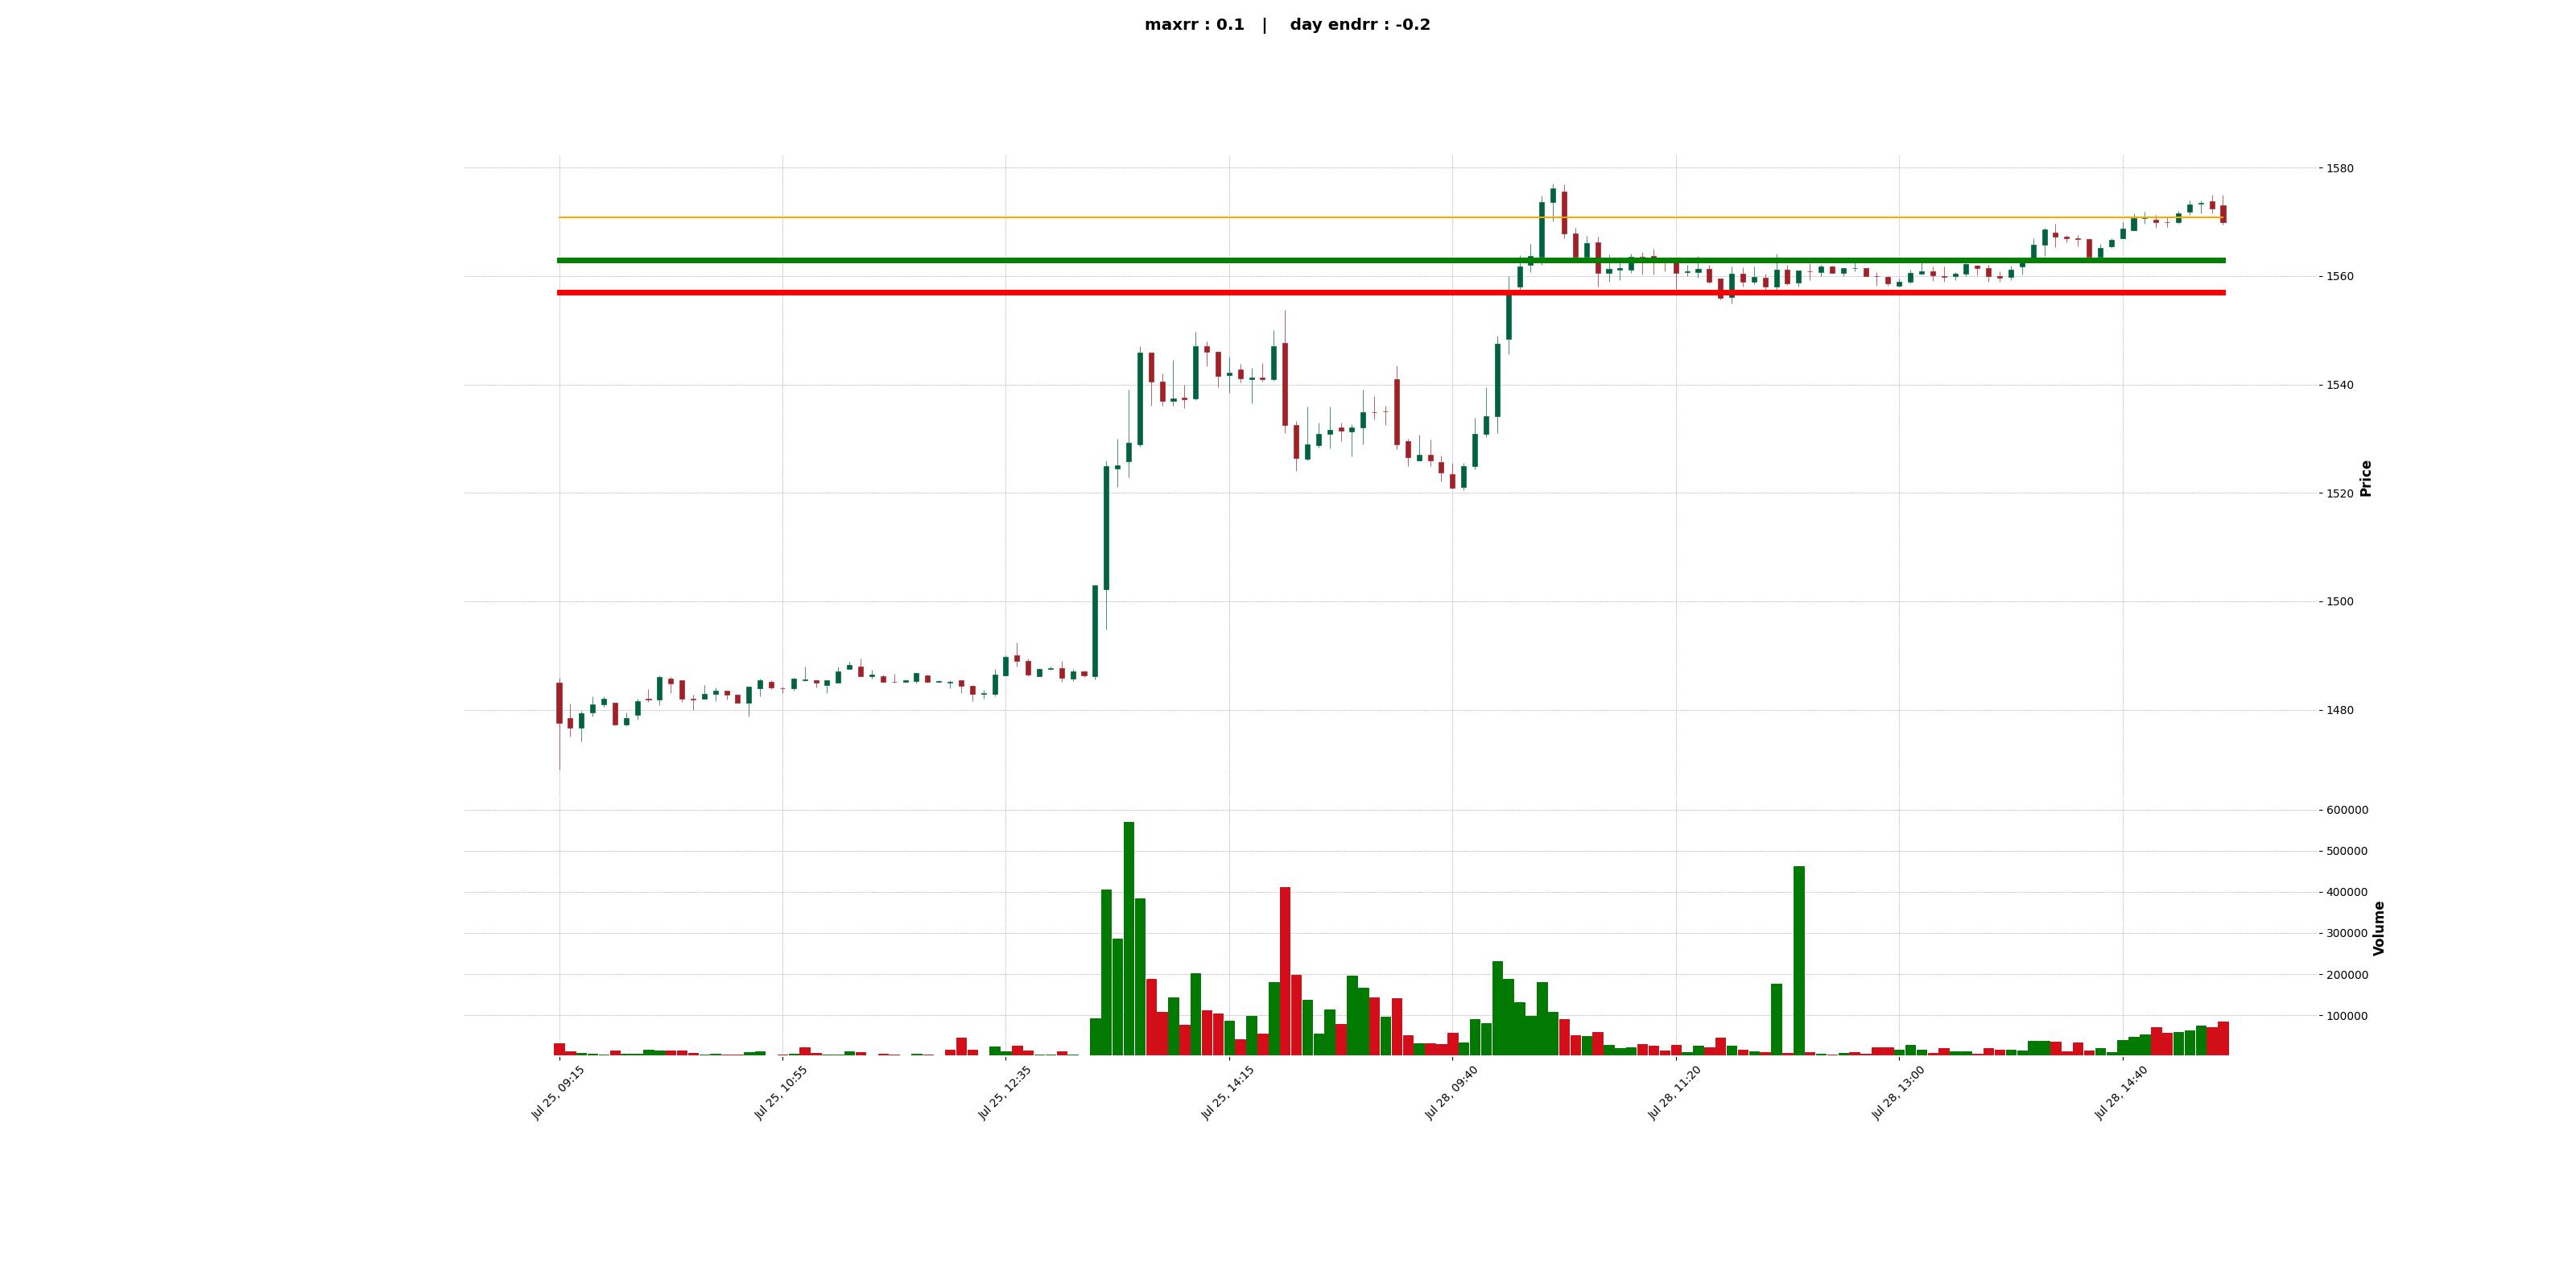 maxrr : 0.1   |    day endrr : -0.2
1580
1560
1540
1520
1500
1480
Price
600000
500000
400000
300000
200000
100000
Volume
Jul 25, 09:15
Jul 25, 10:55
Jul 25, 12:35
Jul 25, 14:15
Jul 28, 09:40
Jul 28, 11:20
Jul 28, 13:00
Jul 28, 14:40